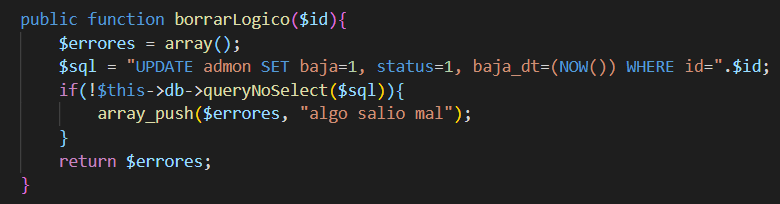 public function borrarLogico($id){
$errores = array();
$sql = "UPDATE admon SET baja=1, status=1, baja_dt=(NOW()) WHERE id=".$id;
if(!$this->db->queryNoSelect($sql)){
array_push($errores, "algo salio mal");
}
return $errores;
}